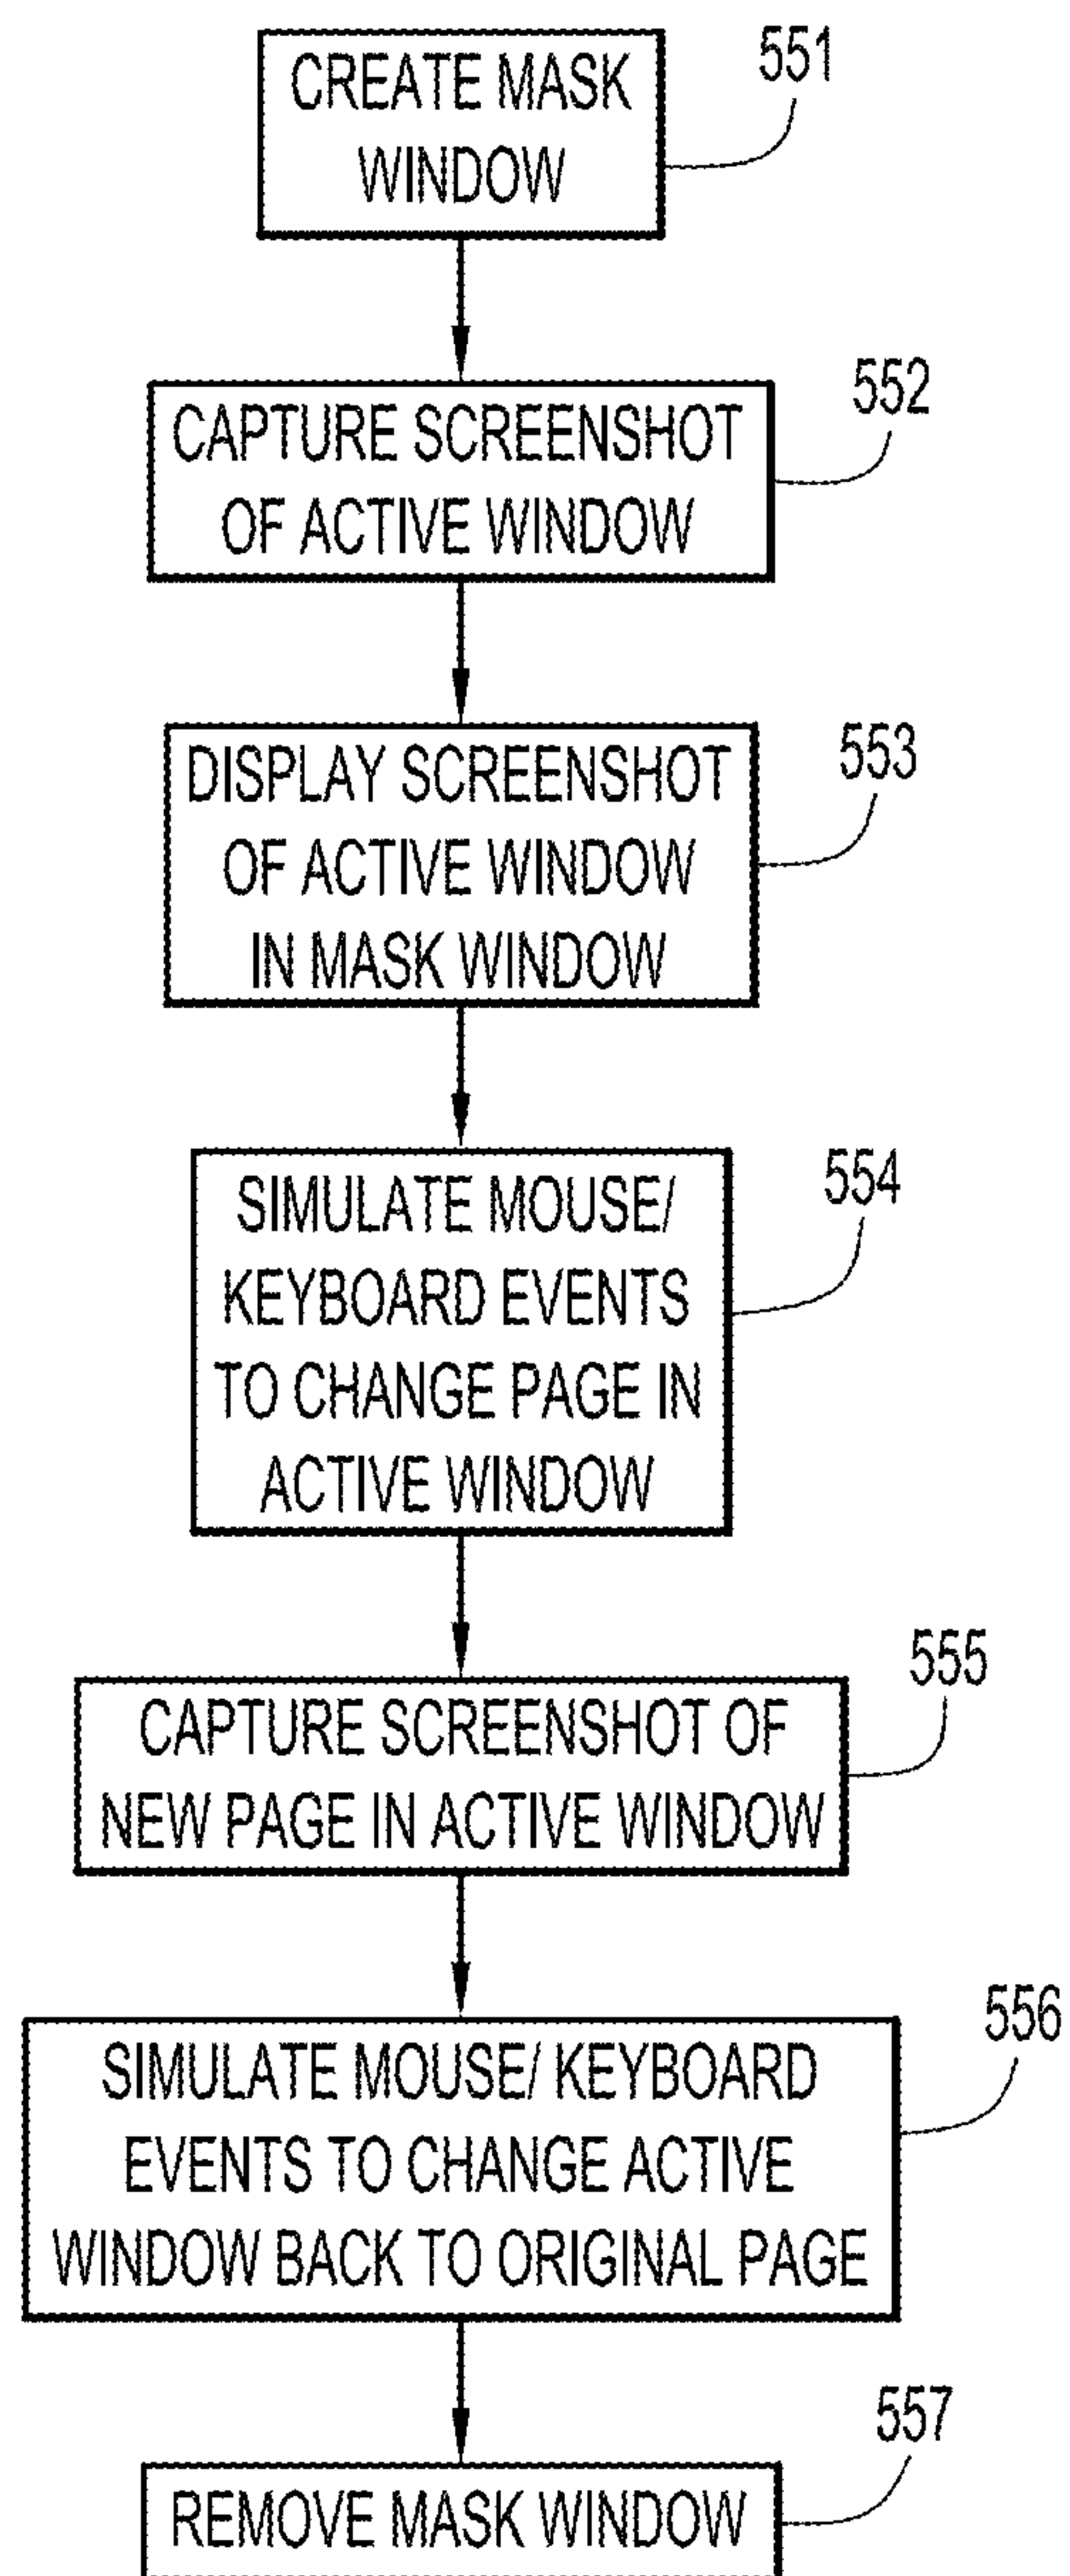 CREATE MASK
WINDOW
551
CAPTURE SCREENSHOT
OF ACTIVE WINDOW
552
DISPLAY SCREENSHOT
OF ACTIVE WINDOW
IN MASK WINDOW
553
SIMULATE MOUSE/
KEYBOARD EVENTS
TO CHANGE PAGE IN
ACTIVE WINDOW
554
CAPTURE SCREENSHOT OF
NEW PAGE IN ACTIVE WINDOW
555
SIMULATE MOUSE/ KEYBOARD
EVENTS TO CHANGE ACTIVE
WINDOW BACK TO ORIGINAL PAGE
556
REMOVE MASK WINDOW
557